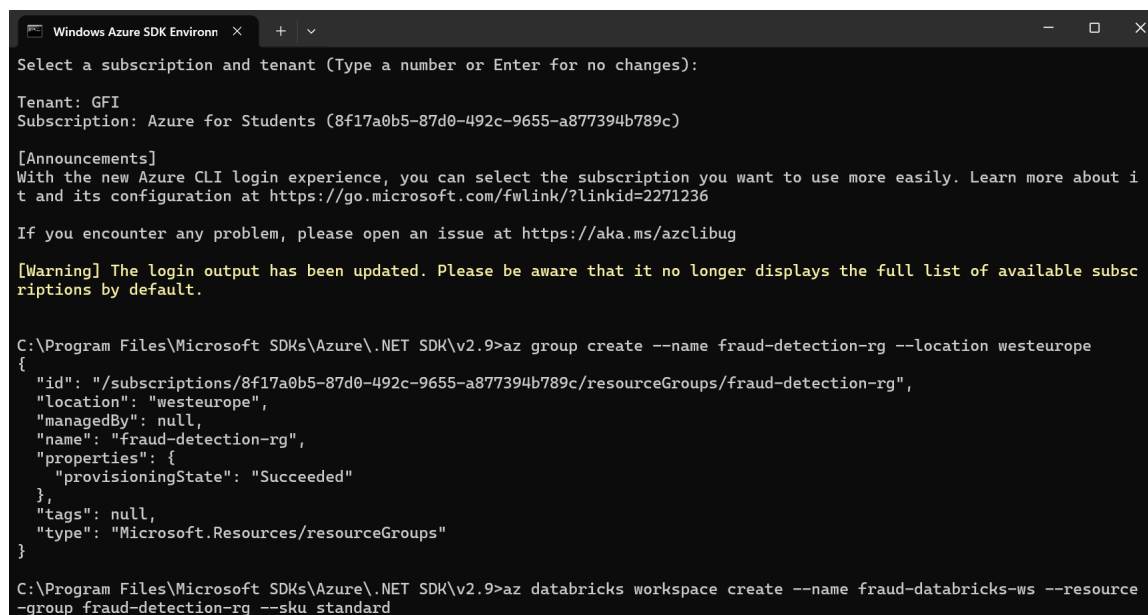 Windows Azure SDK Environn
Select a subscription and tenant (Type a number or Enter for no changes):
Tenant: GFI
Subscription: Azure for Students (8f17a0b5-87d0-492c-9655-a877394b789c)
[Announcements]
With the new Azure CLI login experience, you can select the subscription you want to use more easily. Learn more about i
t and its configuration at https://go.microsoft.com/fwlink/?linkid=2271236
If you encounter any problem, please open an issue at https://aka.ms/azclibug
[Warning] The login output has been updated. Please be aware that it no longer displays the full list of available subsc
riptions by default.
C:\Program Files\Microsoft SDKs\Azure\.NET SDK\v2.9>az group create --name fraud-detection-rg --location westeurope
{
  "id": "/subscriptions/8f17a0b5-87d0-492c-9655-a877394b789c/resourceGroups/fraud-detection-rg",
  "location": "westeurope",
  "managedBy": null,
  "name": "fraud-detection-rg",
  "properties": {
    "provisioningState": "Succeeded"
  },
  "tags": null,
  "type": "Microsoft.Resources/resourceGroups"
}
C:\Program Files\Microsoft SDKs\Azure\.NET SDK\v2.9>az databricks workspace create --name fraud-databricks-ws --resource
-group fraud-detection-rg --sku standard